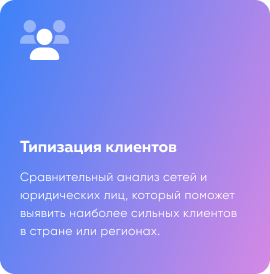 Типизация клиентов
Сравнительный анализ сетей и
юридических лиц, который поможет
выявить наиболее сильных клиентов
в стране или регионах.